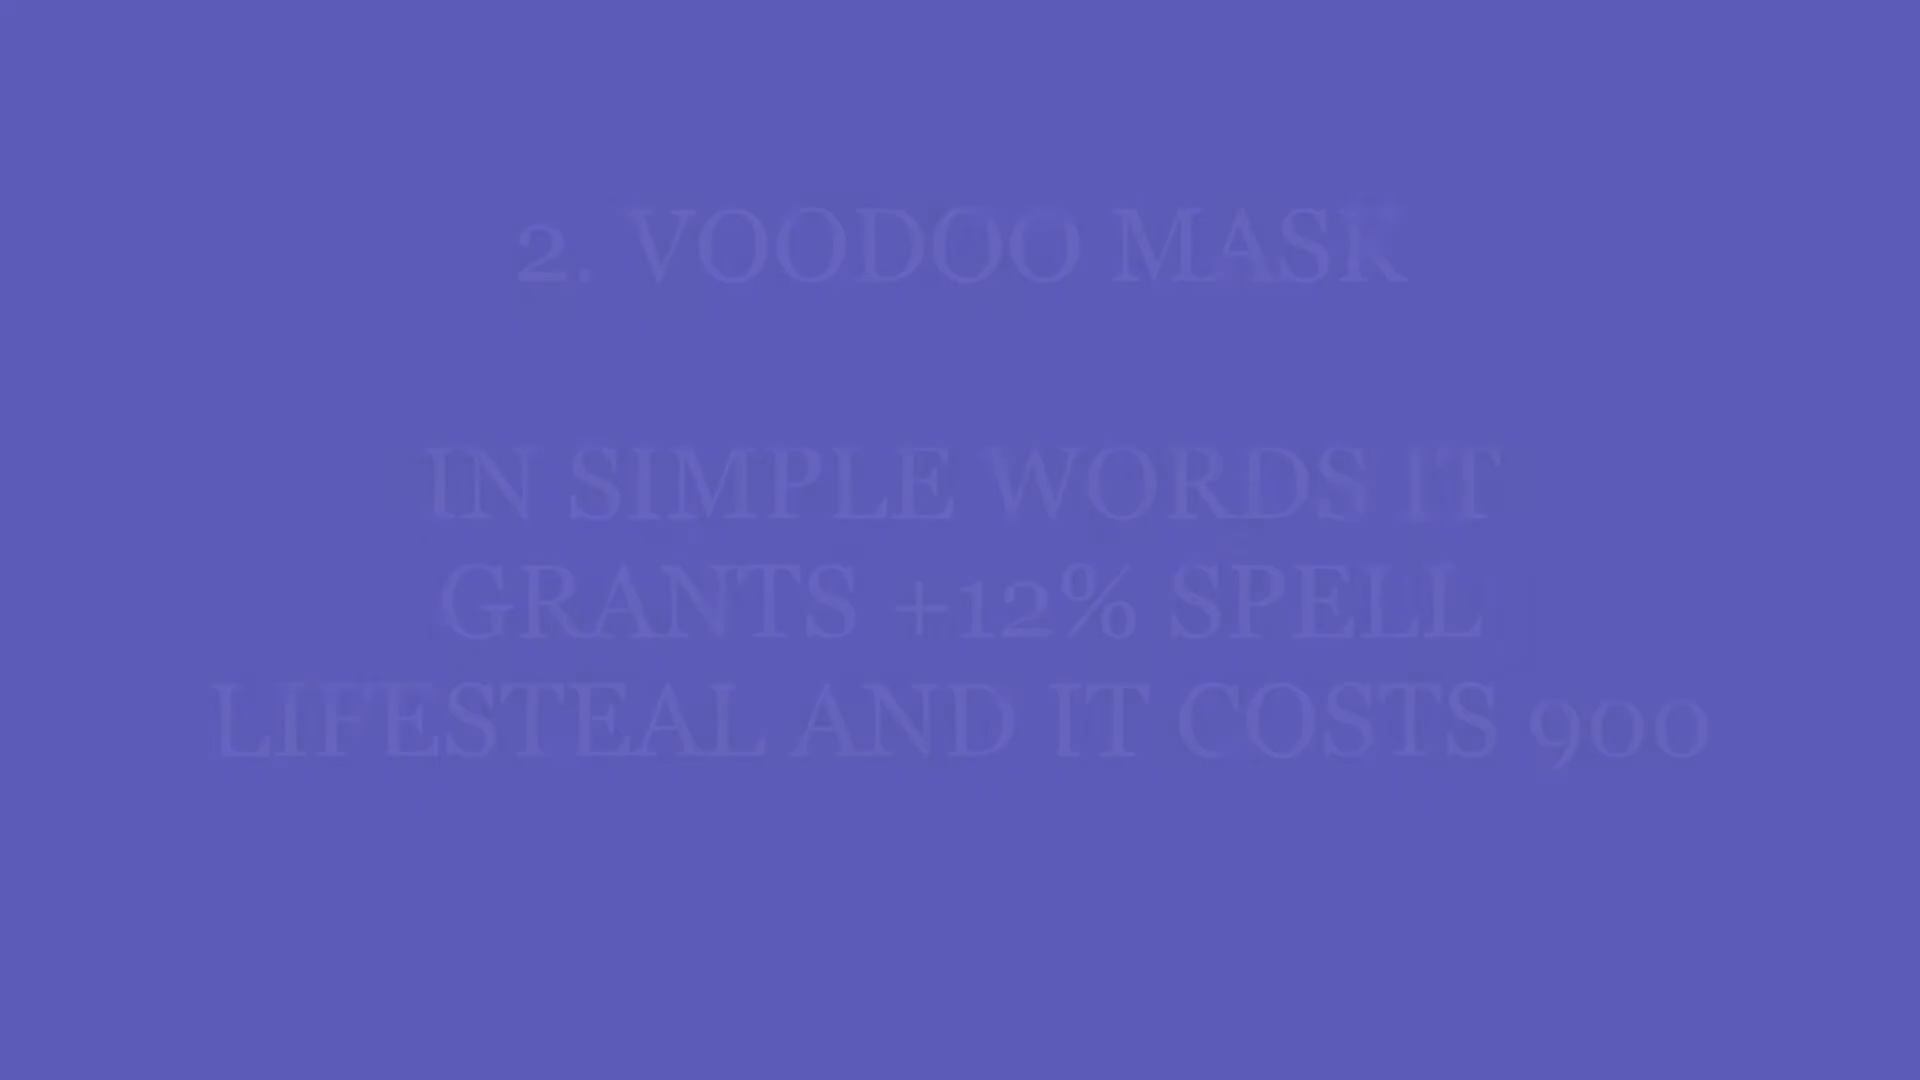 2. VOODOO MASK
IN SIMPLE WORDS IT
GRANTS +12% SPELL
LIFESTEAL AND IT COSTS 900